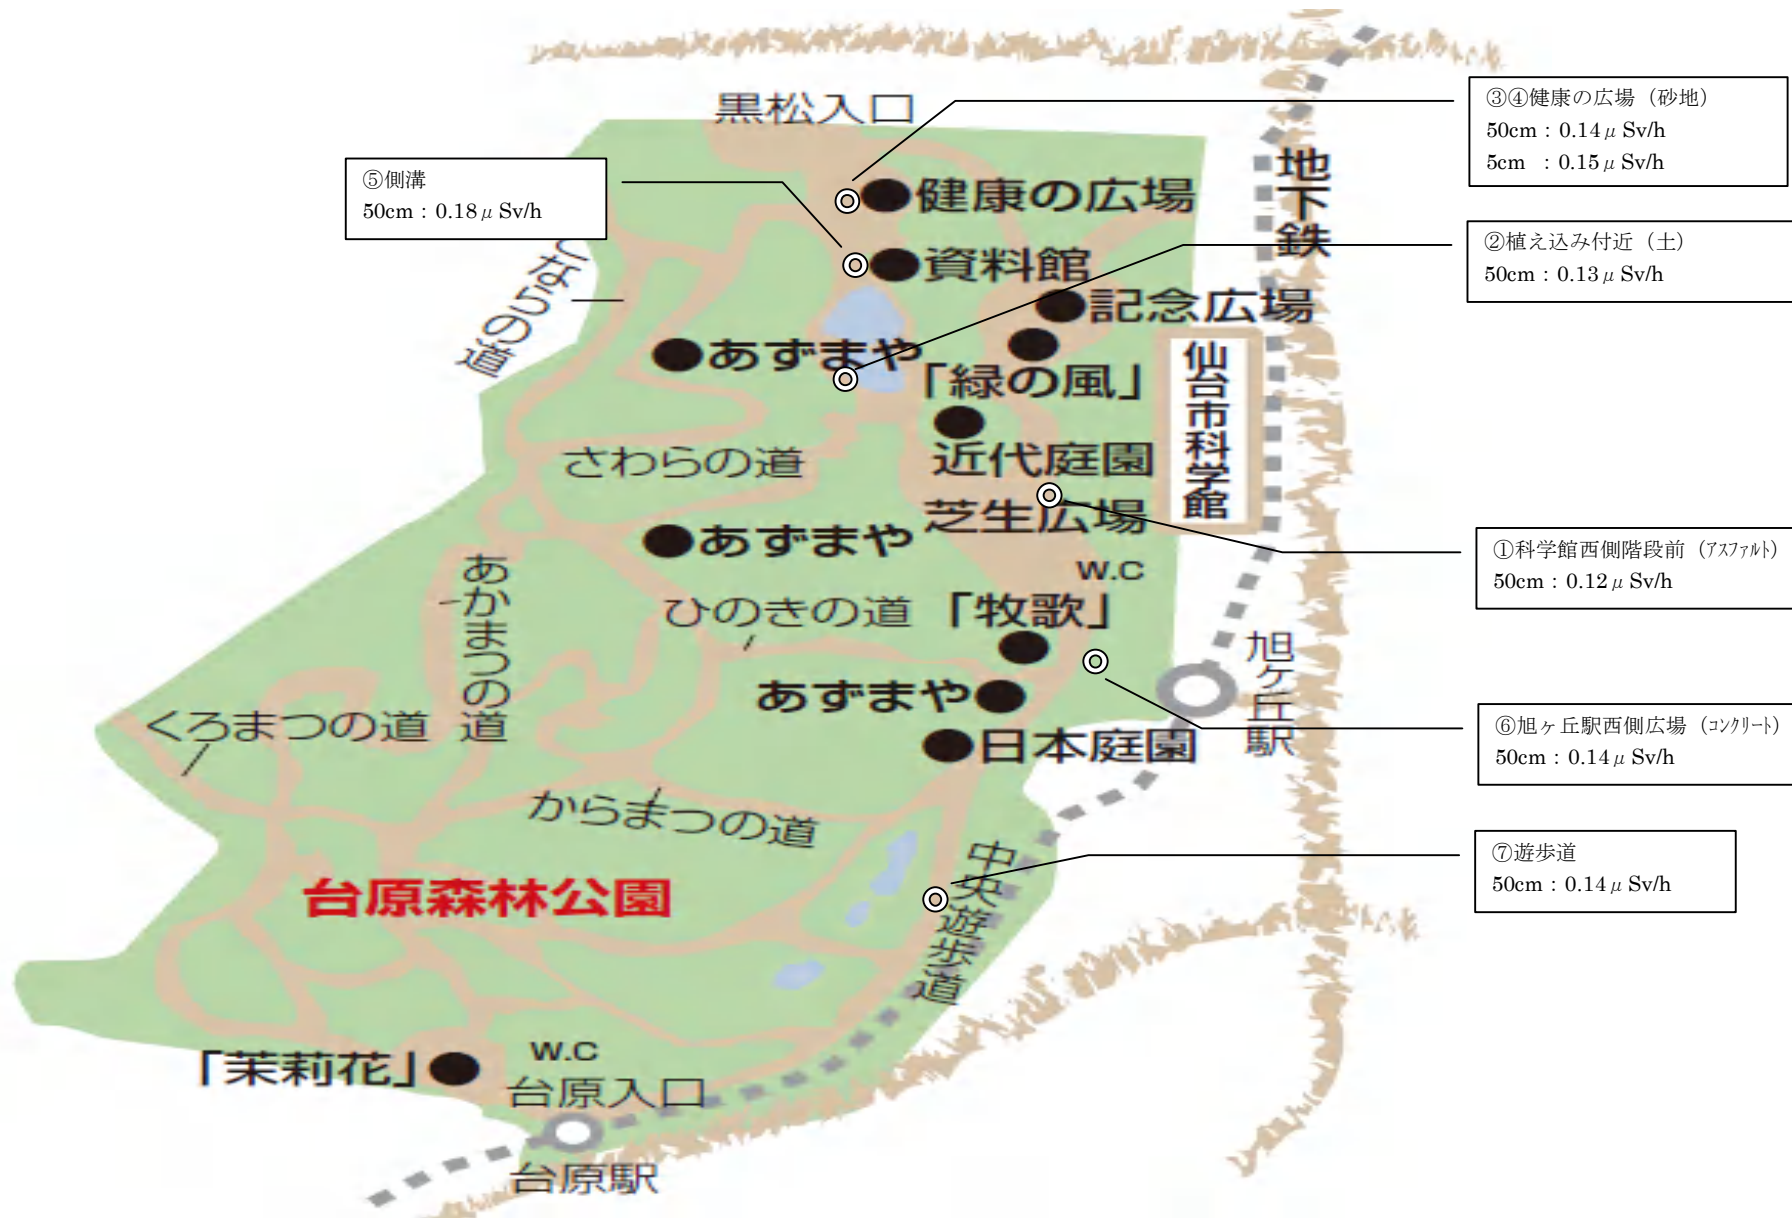 黒松入口
③④健康の広場（砂地）
50cm：0.14μSv/h
5cm ：0.15μSv/h
⑤側溝
50cm：0.18μSv/h
地下鉄
●健康の広場
②植え込み付近（土）
50cm：0.13μSv/h
こならの道
●資料館
●記念広場
●あずまや
「緑の風」
仙台市科学館
さわらの道
近代庭園
芝生広場
●あずまや
①科学館西側階段前（ｱｽﾌｧﾙﾄ）
50cm：0.12μSv/h
W.C
あかまつの道
ひのきの道
「牧歌」
旭ヶ丘駅
あずまや●
くろまつの道
●日本庭園
⑥旭ヶ丘駅西側広場（ｺﾝｸﾘｰﾄ）
50cm：0.14μSv/h
からまつの道
中央遊歩道
⑦遊歩道
50cm：0.14μSv/h
台原森林公園
「茉莉花」●
W.C
台原入口
台原駅